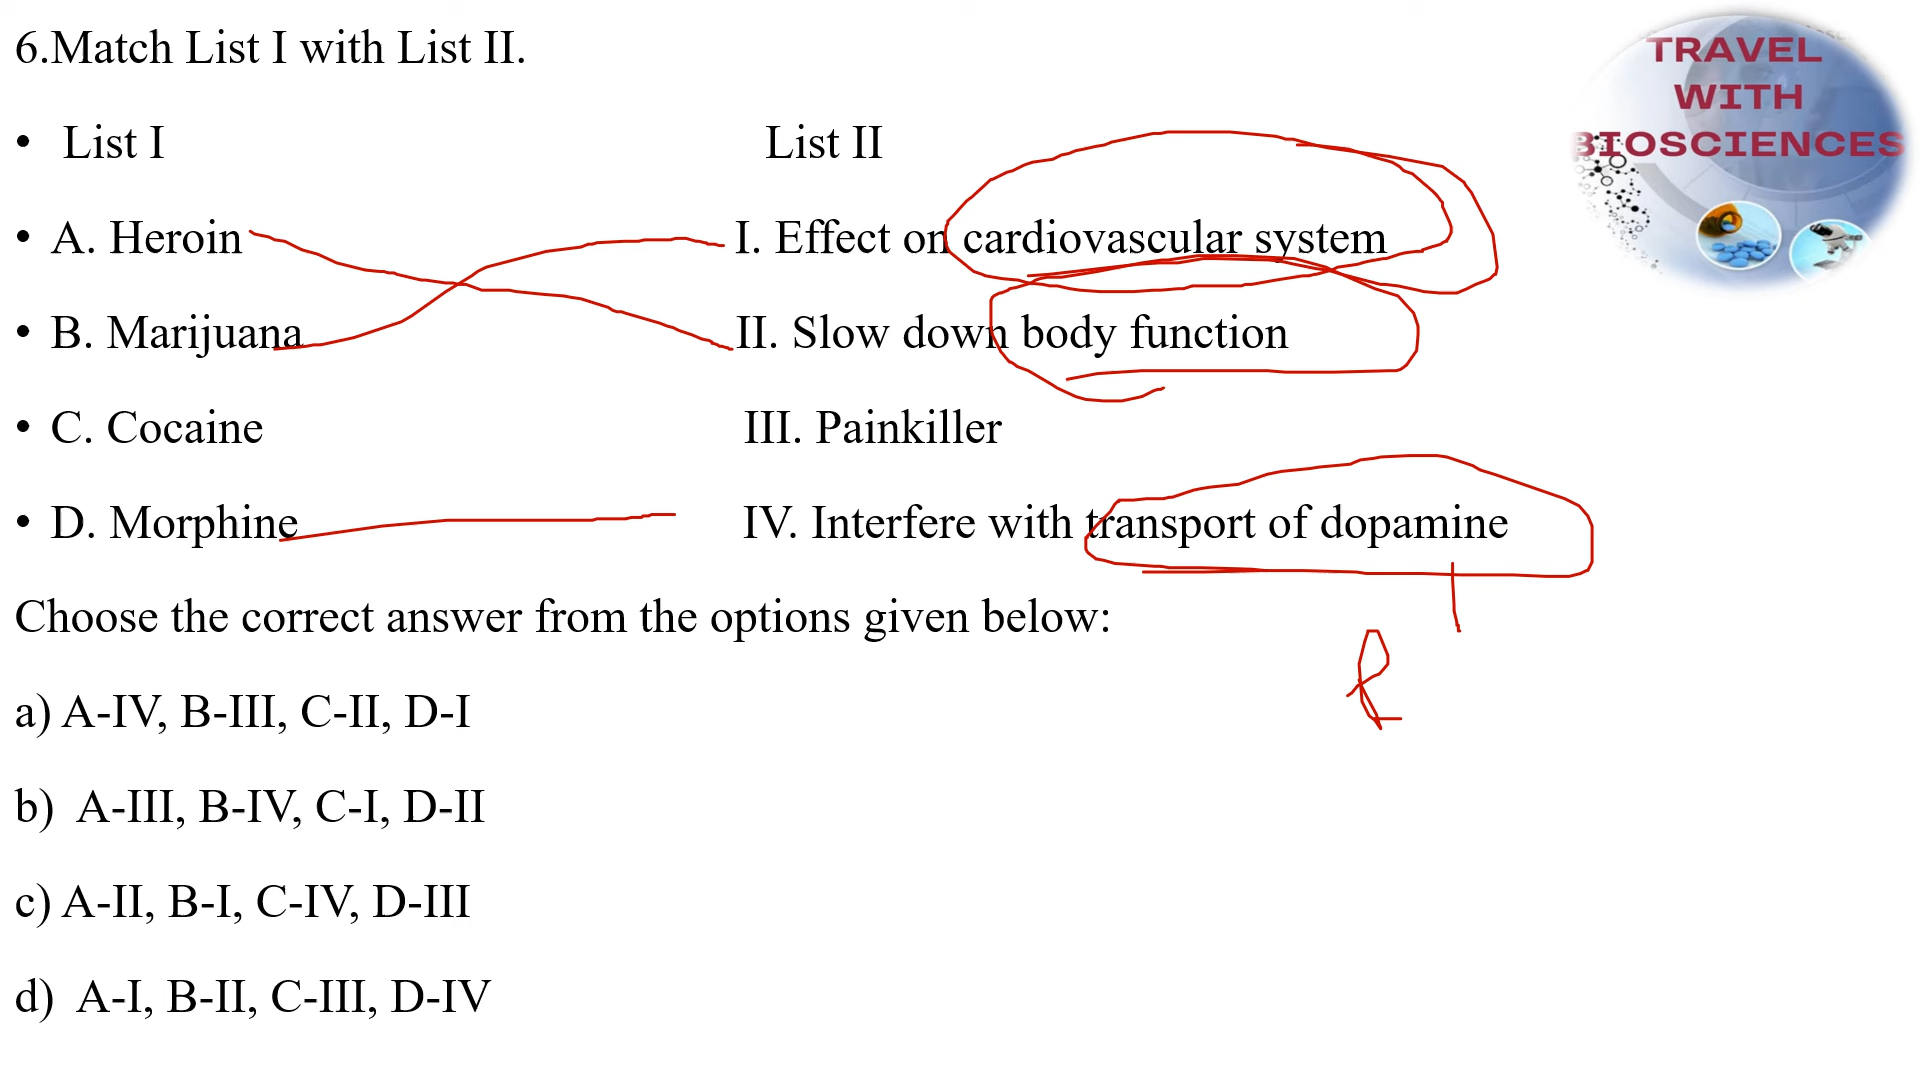 6.Match List I with List II.
TRAVEL
WITH
BIOSCIENCES
• List I List II
• A. Heroin I. Effect on cardiovascular system
• B. Marijuana II. Slow down body function
• C. Cocaine III. Painkiller
• D. Morphine IV. Interfere with transport of dopamine
Choose the correct answer from the options given below:
a) A-IV, B-III, C-II, D-I
b) A-III, B-IV, C-I, D-II
c) A-II, B-I, C-IV, D-III
d) A-I, B-II, C-III, D-IV